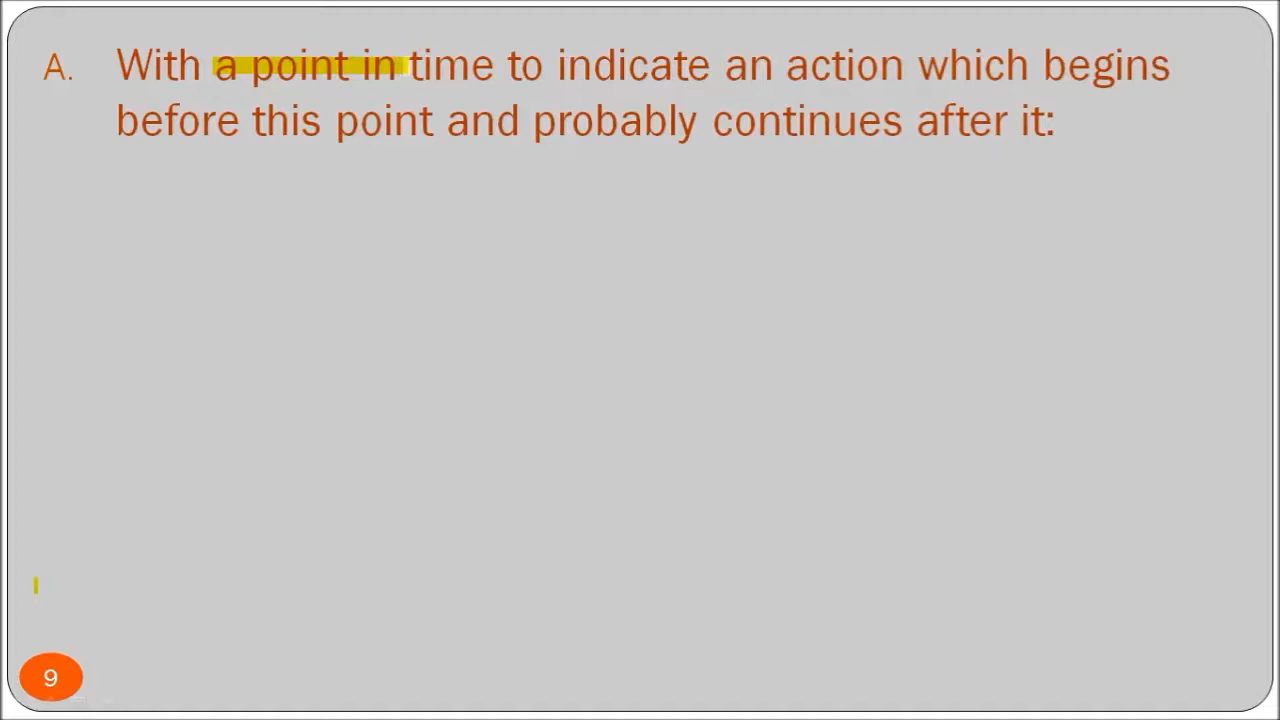 A. With a point in time to indicate an action which begins
before this point and probably continues after it:
9